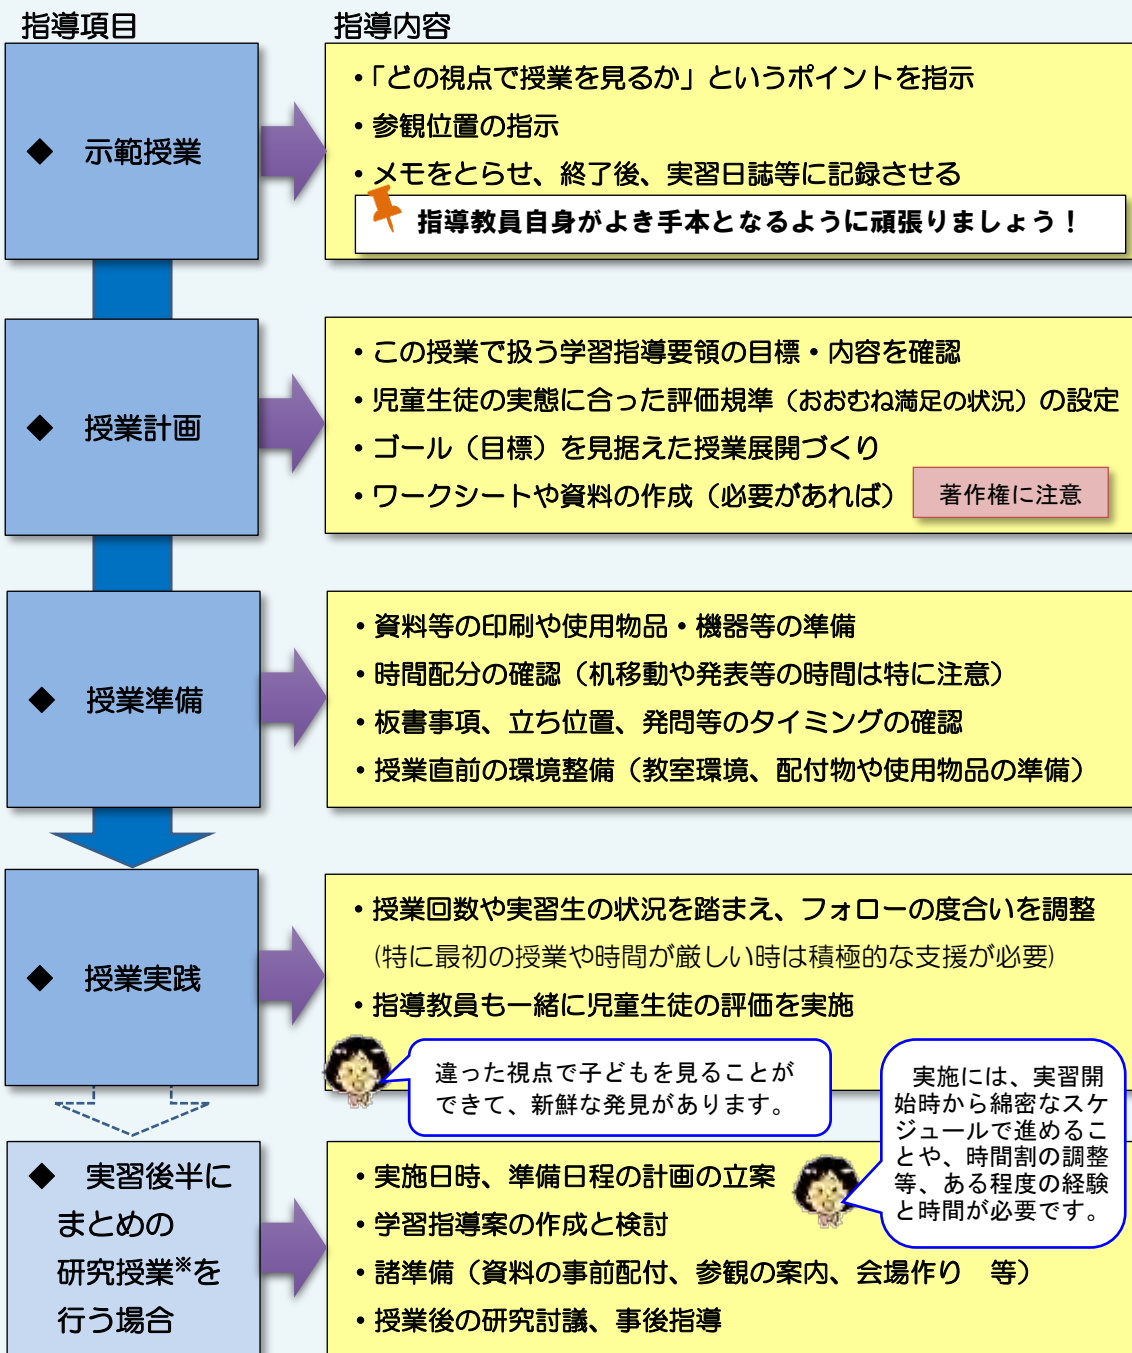 指導項目
指導内容
◆ 示範授業
・「どの視点で授業を見るか」というポイントを指示
・参観位置の指示
・メモをとらせ、終了後、実習日誌等に記録させる
指導教員自身がよき手本となるように頑張りましょう！
◆ 授業計画
・この授業で扱う学習指導要領の目標・内容を確認
・児童生徒の実態に合った評価規準（おおむね満足の状況）の設定
・ゴール（目標）を見据えた授業展開づくり
・ワークシートや資料の作成（必要があれば）
著作権に注意
◆ 授業準備
・資料等の印刷や使用物品・機器等の準備
・時間配分の確認（机移動や発表等の時間は特に注意）
・板書事項、立ち位置、発問等のタイミングの確認
・授業直前の環境整備（教室環境、配付物や使用物品の準備）
◆ 授業実践
・授業回数や実習生の状況を踏まえ、フォローの度合いを調整
(特に最初の授業や時間が厳しい時は積極的な支援が必要)
・指導教員も一緒に児童生徒の評価を実施
違った視点で子どもを見ることが
できて、新鮮な発見があります。
実施には、実習開
始時から綿密なスケ
ジュールで進めるこ
とや、時間割の調整
等、ある程度の経験
と時間が必要です。
◆ 実習後半に
まとめの
研究授業※を
行う場合
・実施日時、準備日程の計画の立案
・学習指導案の作成と検討
・諸準備（資料の事前配付、参観の案内、会場作り 等）
・授業後の研究討議、事後指導